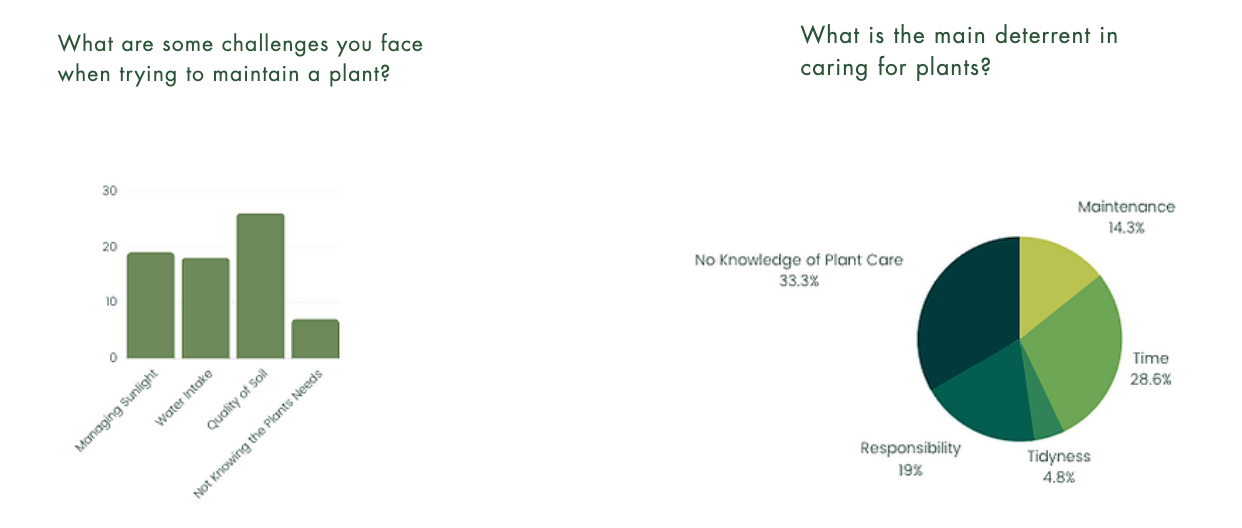 What are some challenges you face
when trying to maintain a plant?
30
20
10
0
Managing Sunlight
Water Intake
Quality of Soil
Not Knowing the Plants Needs
What is the main deterrent in
caring for plants?
Maintenance
14.3%
No Knowledge of Plant Care
33.3%
Time
28.6%
Responsibility
19%
Tidyness
4.8%